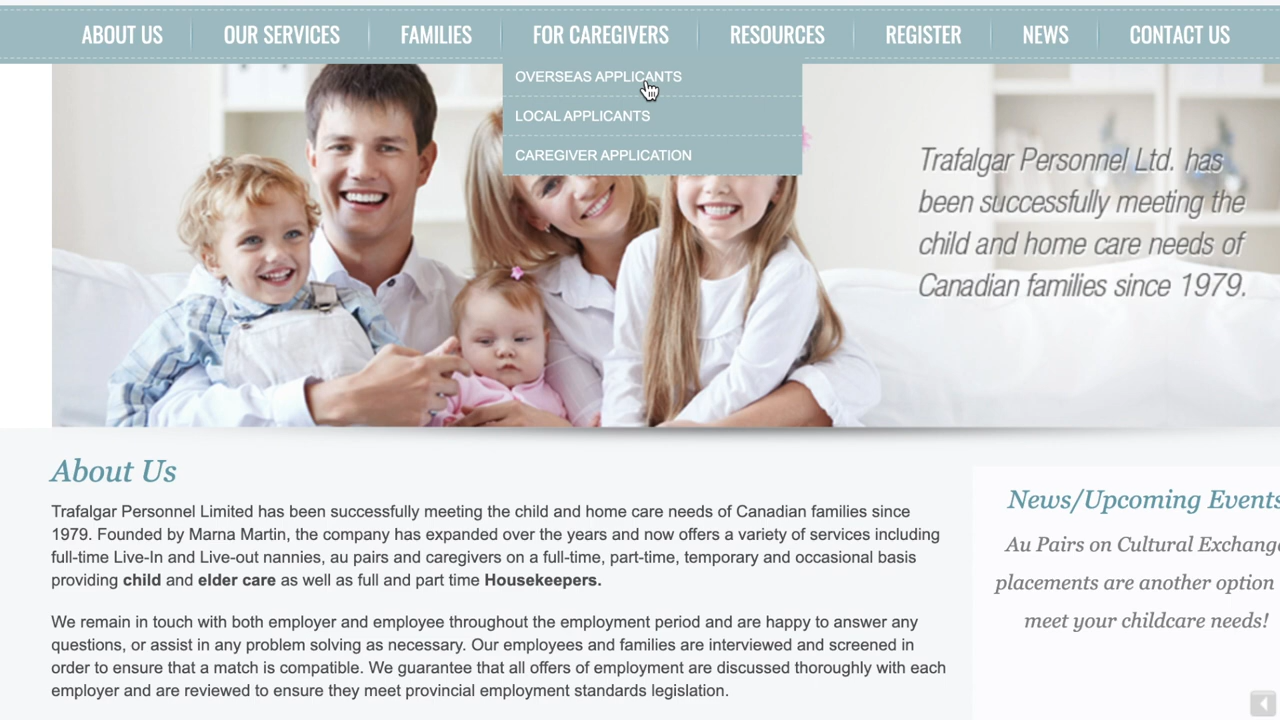 ABOUT US OUR SERVICES FAMILIES FOR CAREGIVERS RESOURCES REGISTER NEWS CONTACT US
OVERSEAS APPLICANTS
LOCAL APPLICANTS
CAREGIVER APPLICATION
Trafalgar Personnel Ltd. has
been successfully meeting the
child and home care needs of
Canadian families since 1979.
About Us
Trafalgar Personnel Limited has been successfully meeting the child and home care needs of Canadian families since
1979. Founded by Marna Martin, the company has expanded over the years and now offers a variety of services including
full-time Live-In and Live-out nannies, au pairs and caregivers on a full-time, part-time, temporary and occasional basis
providing child and elder care as well as full and part time Housekeepers.
We remain in touch with both employer and employee throughout the employment period and are happy to answer any
questions, or assist in any problem solving as necessary. Our employees and families are interviewed and screened in
order to ensure that a match is compatible. We guarantee that all offers of employment are discussed thoroughly with each
employer and are reviewed to ensure they meet provincial employment standards legislation.
News/Upcoming Events
Au Pairs on Cultural Exchange
placements are another option
meet your childcare needs!